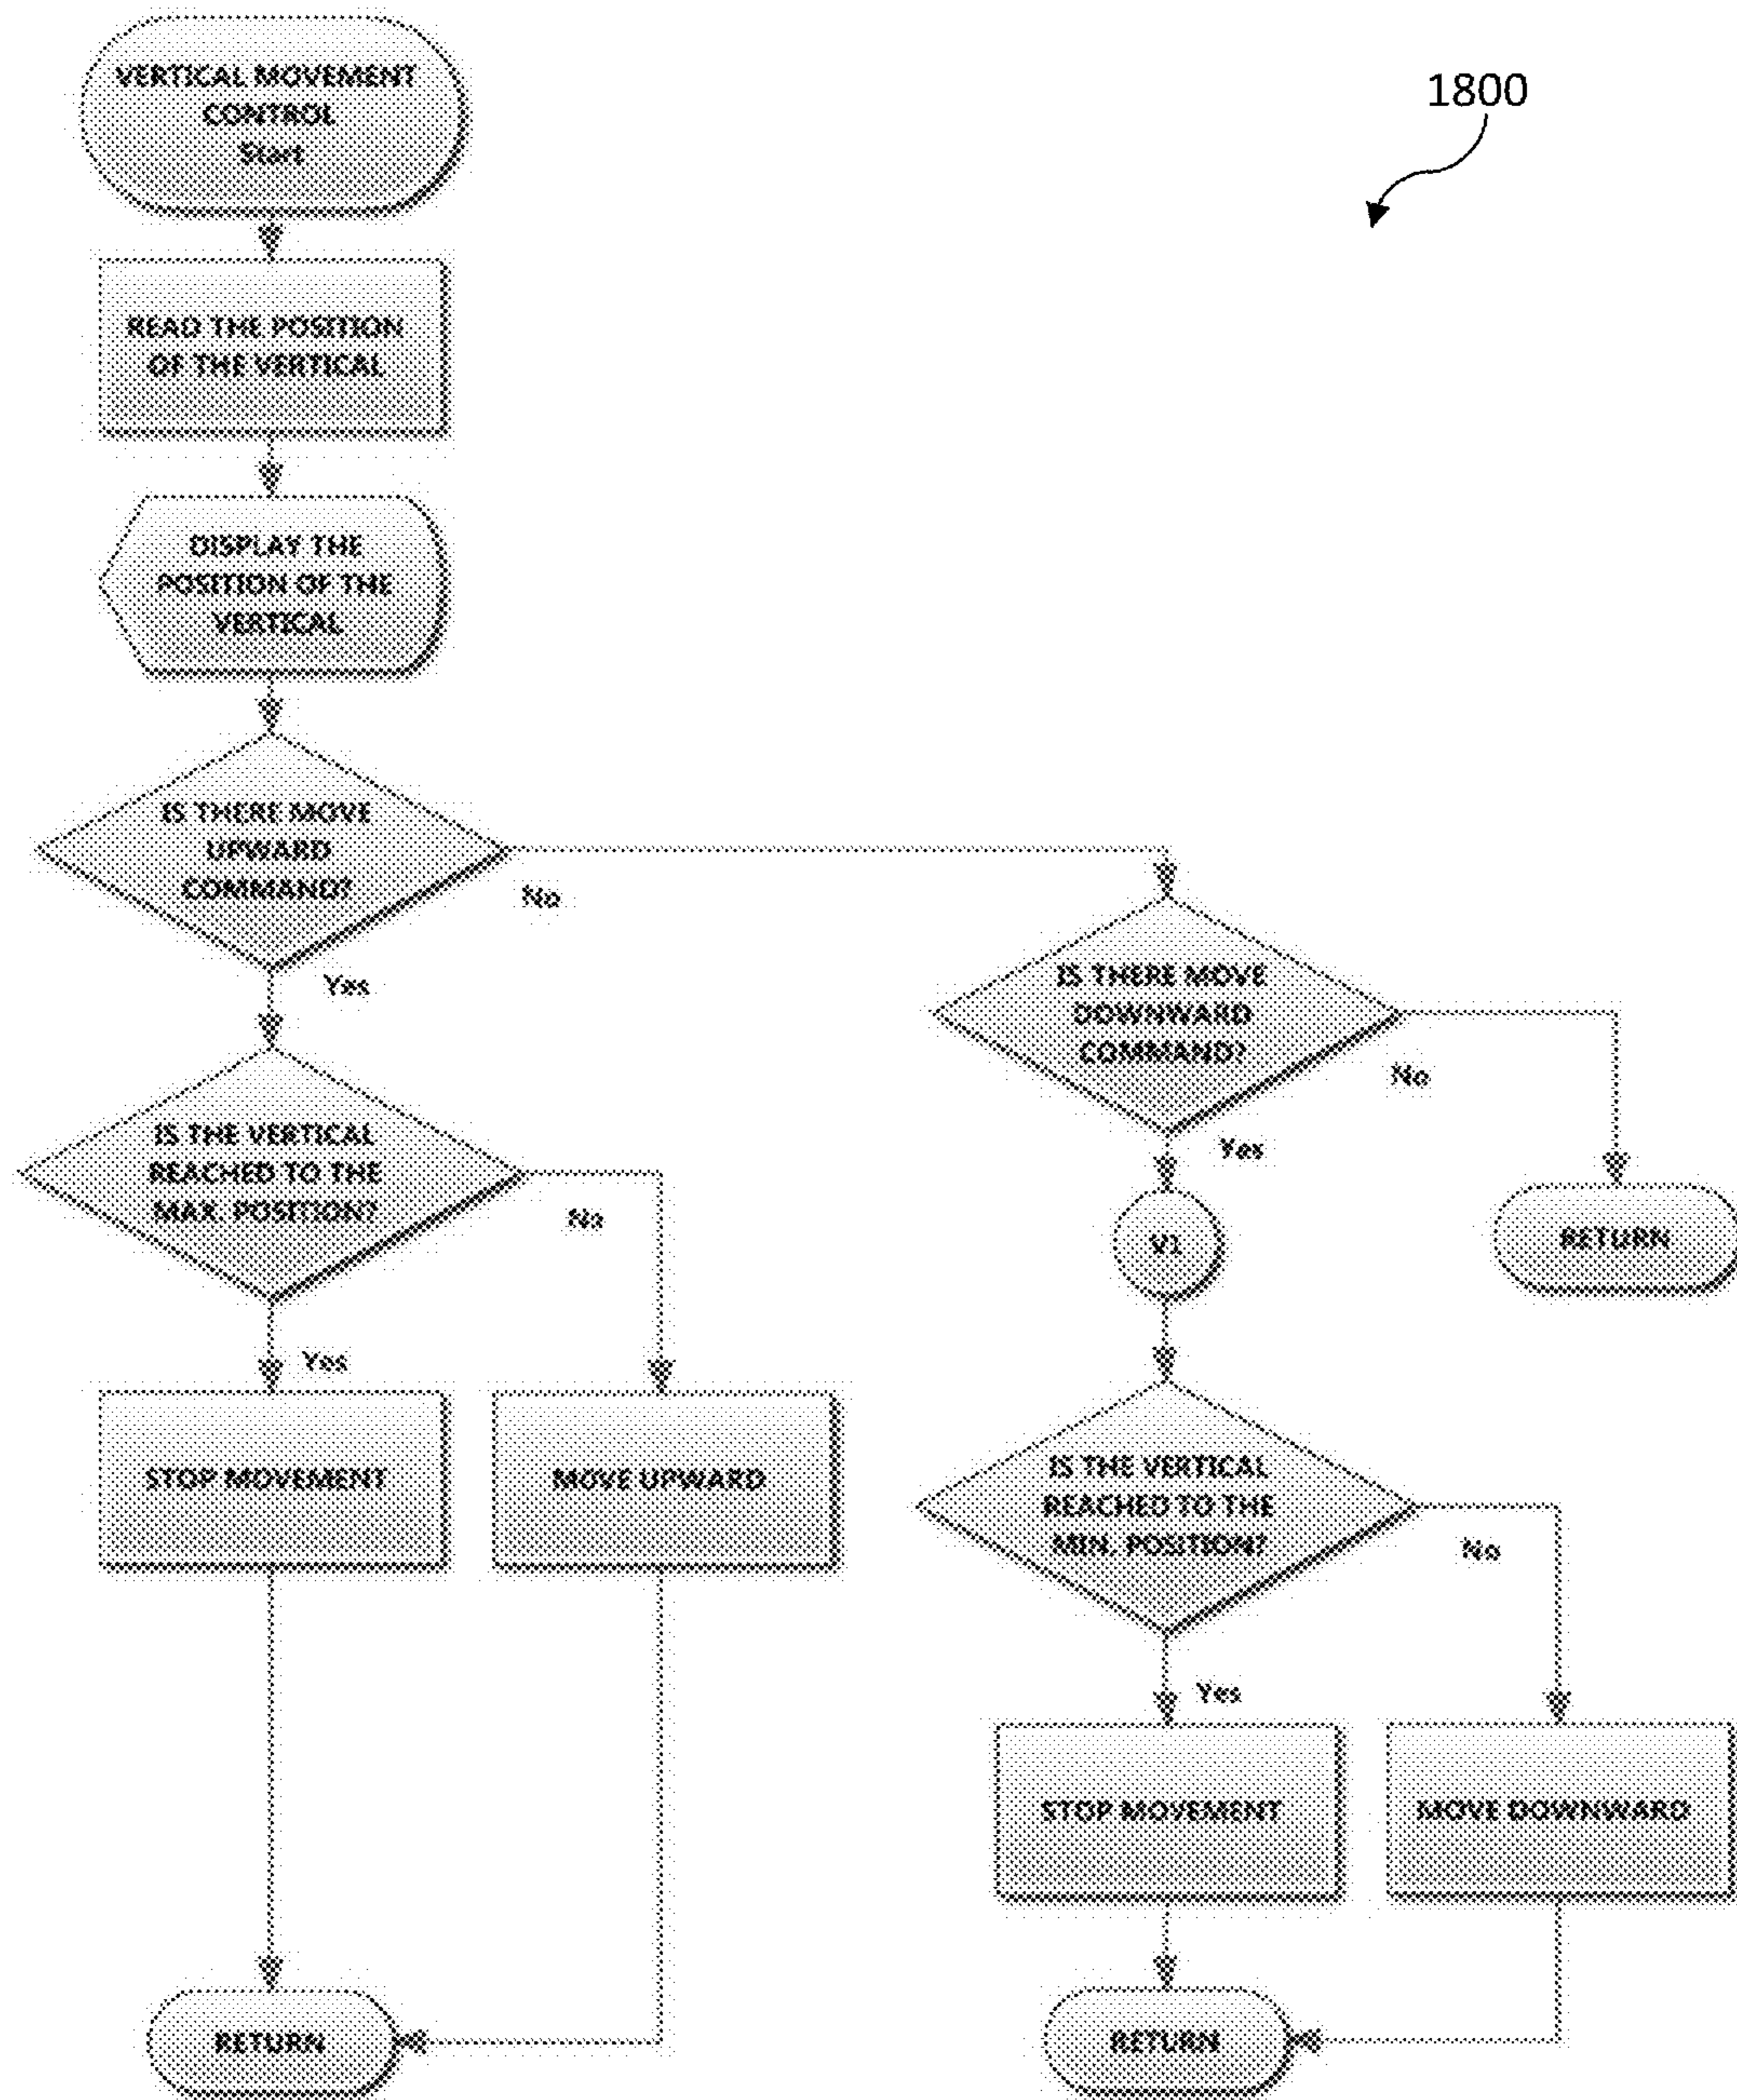 VERTICAL MOVEMENT
CONTROL
Start
1800
READ THE POSITION
OF THE VERTICAL
DISPLAY THE
POSITION OF THE
VERTICAL
IS THERE MOVE
UPWARD
COMMAND?
No
Yes
IS THERE MOVE
DOWNWARD
COMMAND?
No
Yes
IS THE VERTICAL
REACHED TO THE
MAX. POSITION?
No
Yes
V1
RETURN
STOP MOVEMENT
MOVE UPWARD
IS THE VERTICAL
REACHED TO THE
MIN. POSITION?
No
Yes
STOP MOVEMENT
MOVE DOWNWARD
RETURN
RETURN